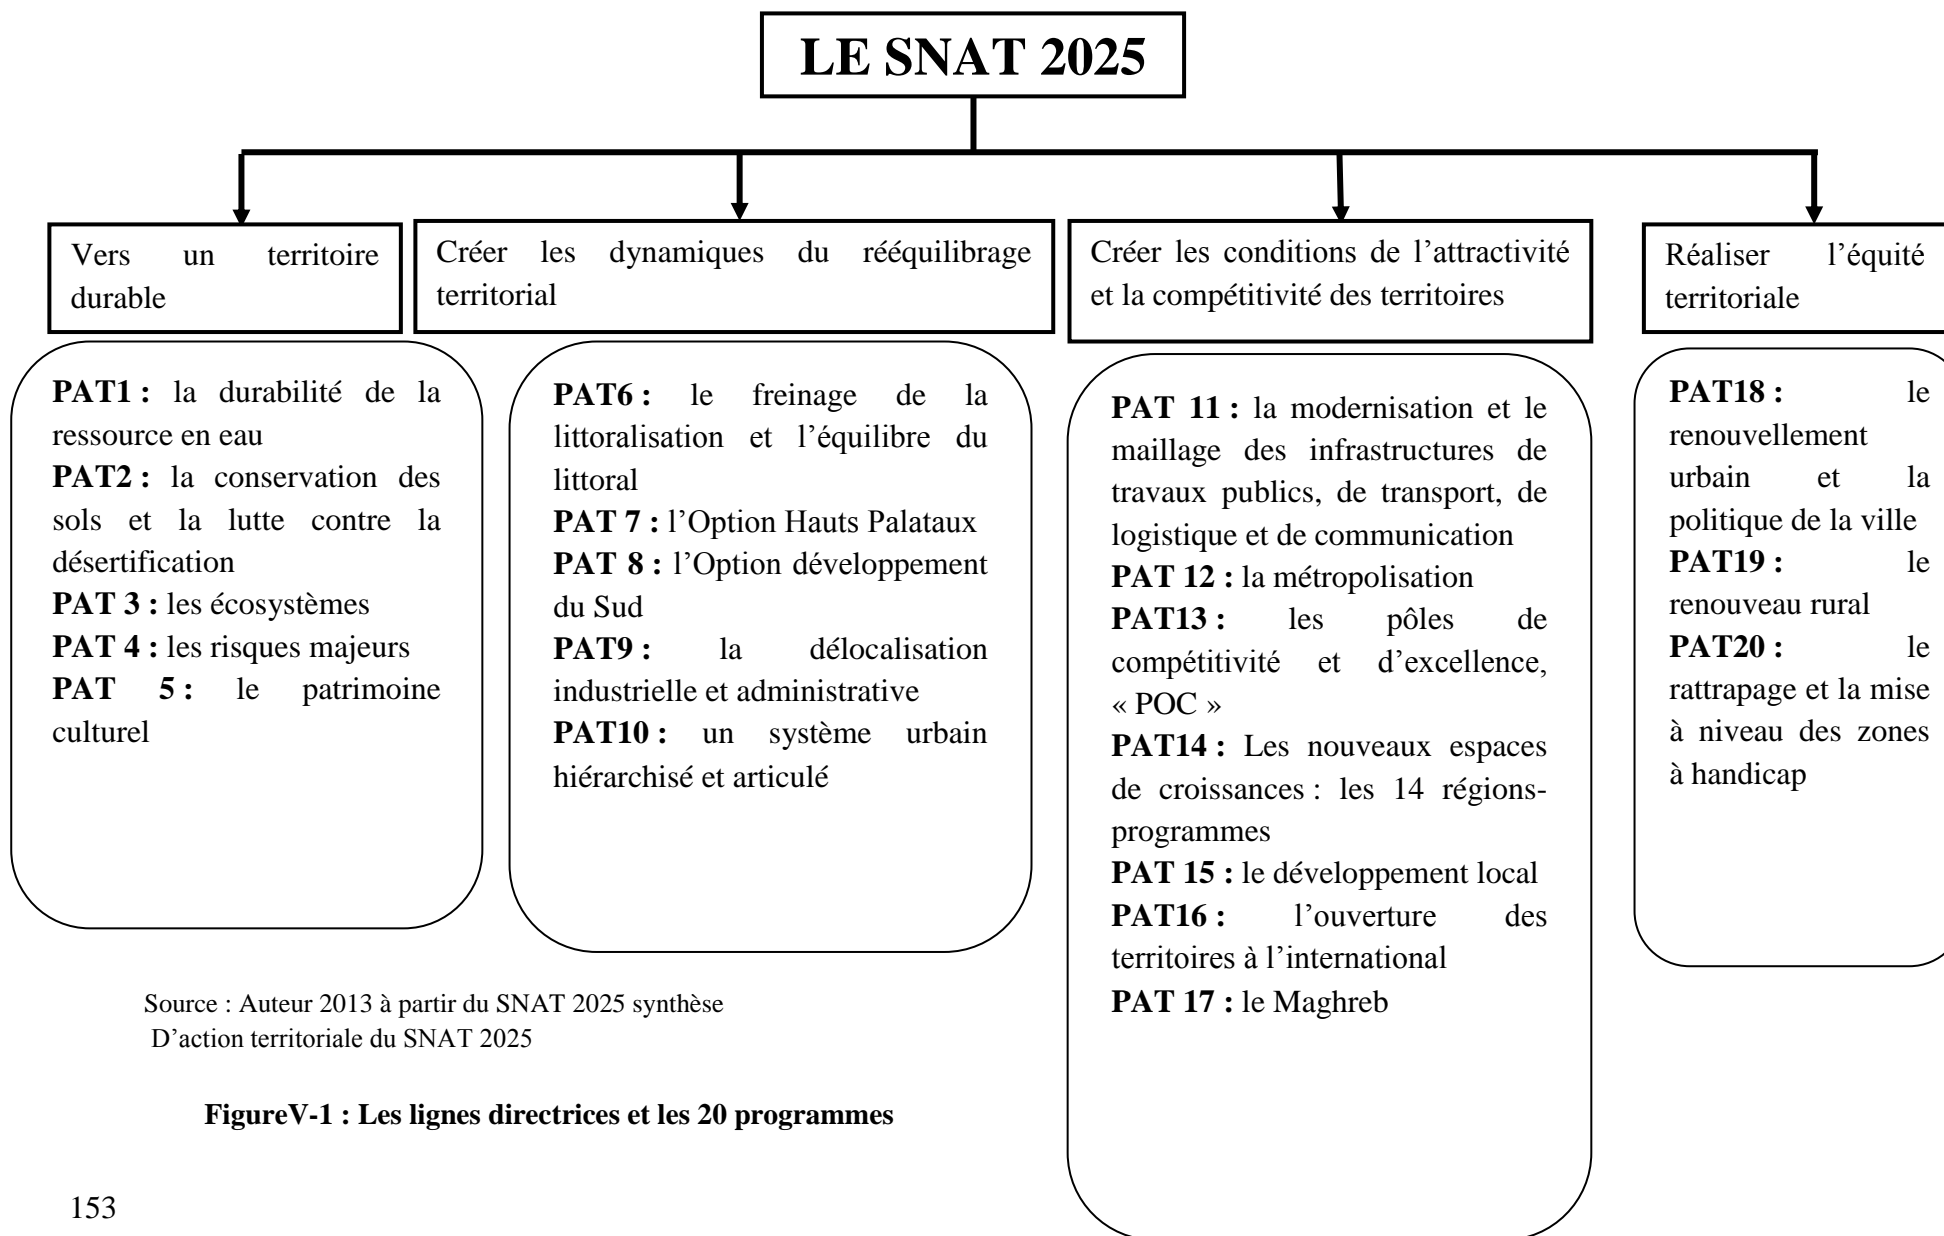 LE SNAT 2025
Vers un territoire
durable
Créer les dynamiques du rééquilibrage
territorial
Créer les conditions de l’attractivité
et la compétitivité des territoires
Réaliser l’équité
territoriale
PAT1 : la durabilité de la
ressource en eau
PAT2 : la conservation des
sols et la lutte contre la
désertification
PAT 3 : les écosystèmes
PAT 4 : les risques majeurs
PAT 5 : le patrimoine
culturel
PAT6 : le freinage de la
littoralisation et l’équilibre du
littoral
PAT 7 : l’Option Hauts Palataux
PAT 8 : l’Option développement
du Sud
PAT9 : la délocalisation
industrielle et administrative
PAT10 : un système urbain
hiérarchisé et articulé
PAT 11 : la modernisation et le
maillage des infrastructures de
travaux publics, de transport, de
logistique et de communication
PAT 12 : la métropolisation
PAT13 : les pôles de
compétitivité et d’excellence,
« POC »
PAT14 : Les nouveaux espaces
de croissances : les 14 régions-
programmes
PAT 15 : le développement local
PAT16 : l’ouverture des
territoires à l’international
PAT 17 : le Maghreb
PAT18 : le
renouvellement
urbain et la
politique de la ville
PAT19 : le
renouveau rural
PAT20 : le
rattrapage et la mise
à niveau des zones
à handicap
Source : Auteur 2013 à partir du SNAT 2025 synthèse
D’action territoriale du SNAT 2025
FigureV-1 : Les lignes directrices et les 20 programmes
153